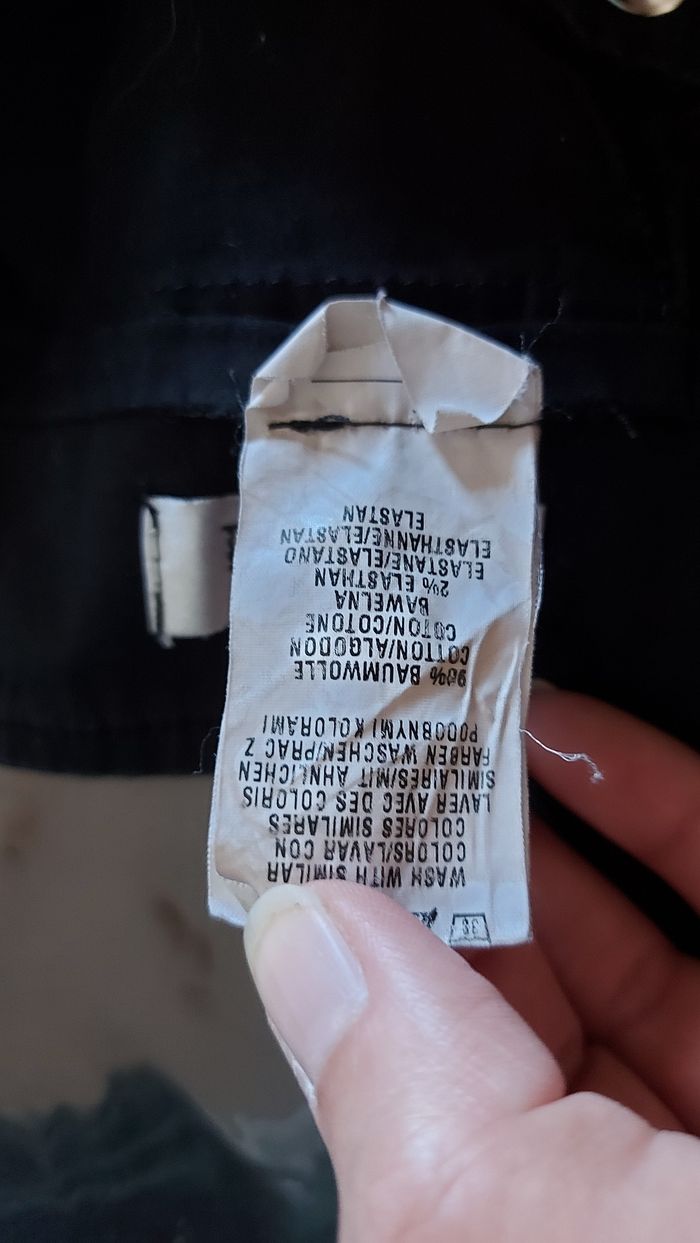 WASH WITH SIMILAR
COLORS/LAVAR CON
COLORES SIMILARES
LAVER AVEC DES COLORIS
SIMILAIRES/MIT AHNLICHEN
FARBEN WASCHEN/PRAC Z
PODOBNYMI KOLORAMI
98% BAUMWOLLE
COTTON/ALGODON
COTON/COTONE
BAWELNA
2% ELASTHAN
ELASTANE/ELASTANO
ELASTHANNE/ELASTAN
ELASTAN